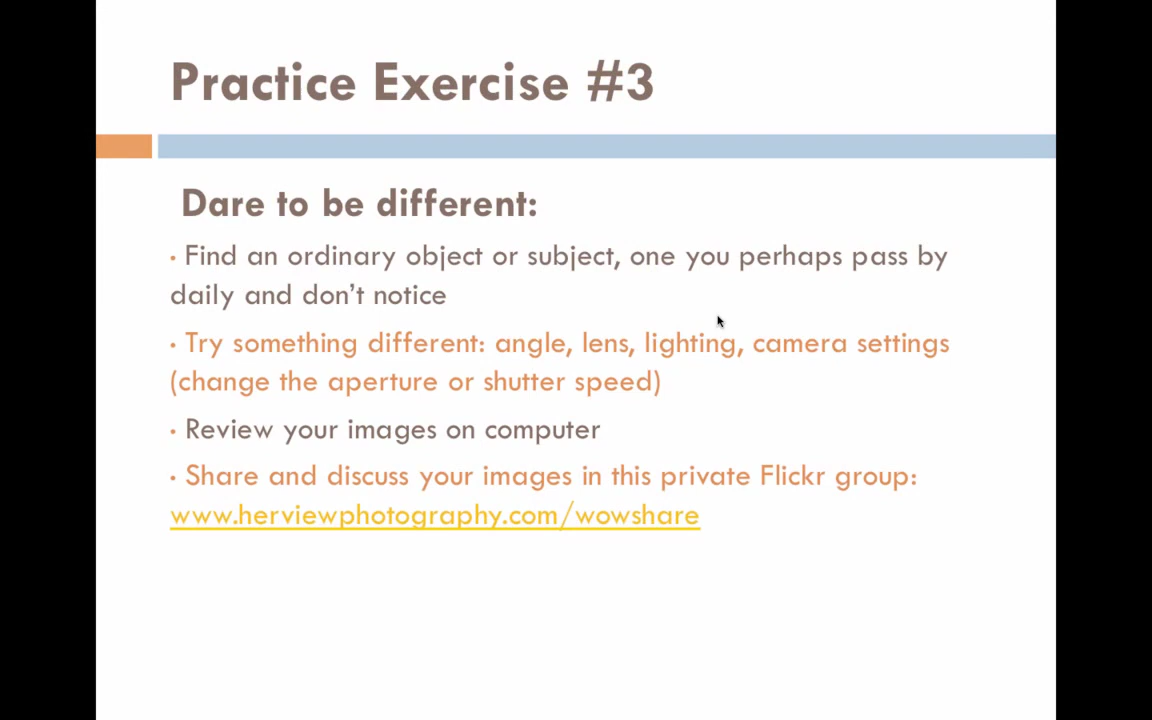 Practice Exercise #3
Dare to be different:
• Find an ordinary object or subject, one you perhaps pass by
daily and don’t notice
• Try something different: angle, lens, lighting, camera settings
(change the aperture or shutter speed)
• Review your images on computer
• Share and discuss your images in this private Flickr group:
www.herviewphotography.com/wowshare